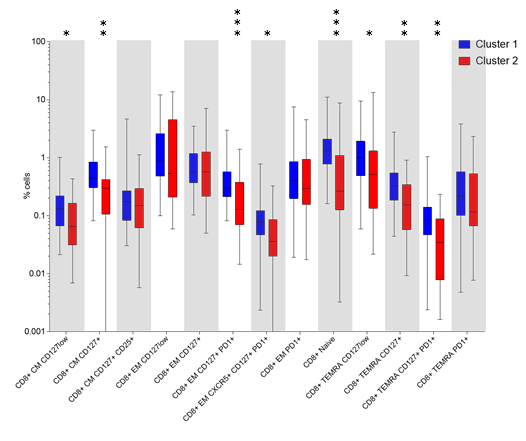 * ** *** * *** * ** **
100
10
1
0.1
0.01
0.001
% cells
Cluster 1
Cluster 2
CD8+ CM CD127low
CD8+ CM CD127+
CD8+ CM CD127+ CD25+
CD8+ EM CD127low
CD8+ EM CD127+
CD8+ EM CD127+ PD1+
CD8+ EM CXCR5+ CD127+ PD1+
CD8+ EM PD1+
CD8+ Naive
CD8+ TEMRA CD127low
CD8+ TEMRA CD127+
CD8+ TEMRA CD127+ PD1+
CD8+ TEMRA PD1+